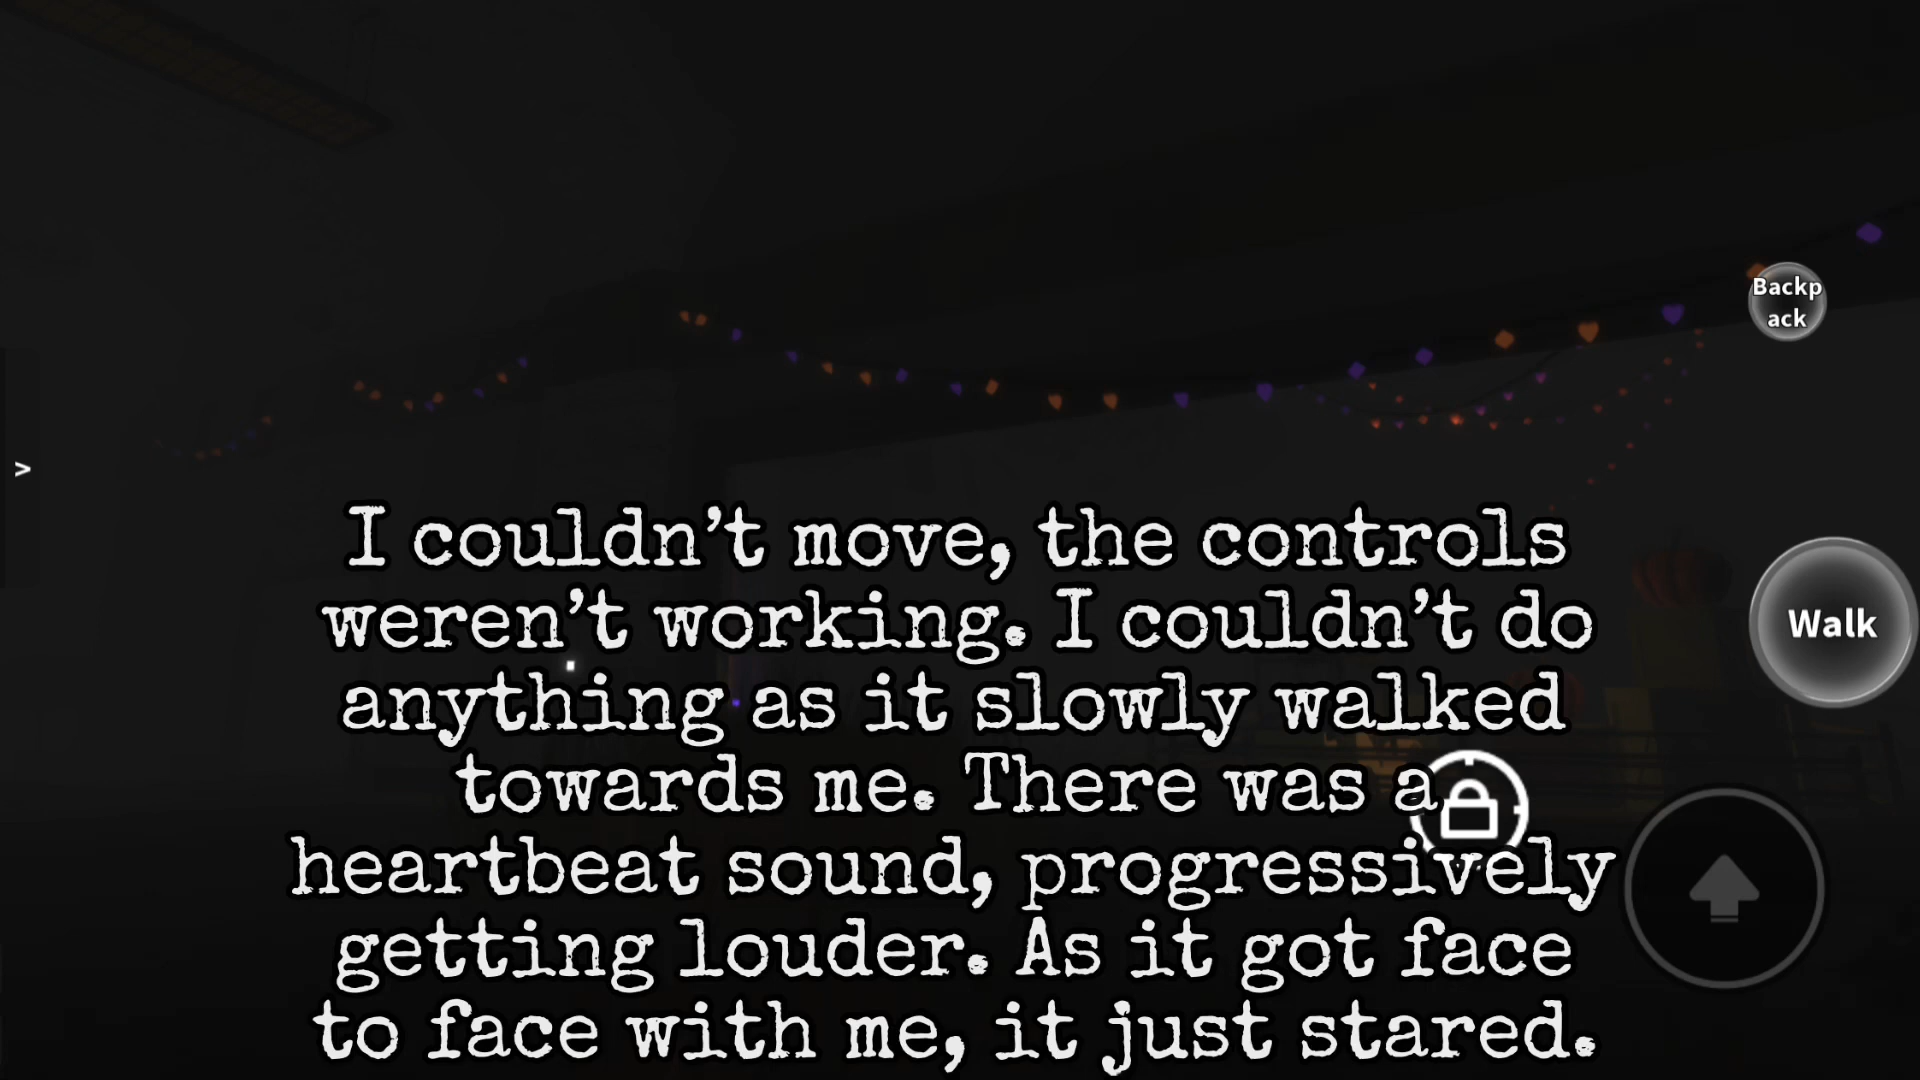 Backp
ack
>
I couldn’t move, the controls
weren’t working. I couldn’t do
anything as it slowly walked
towards me. There was a
heartbeat sound, progressively
getting louder. As it got face
to face with me, it just stared.
Walk